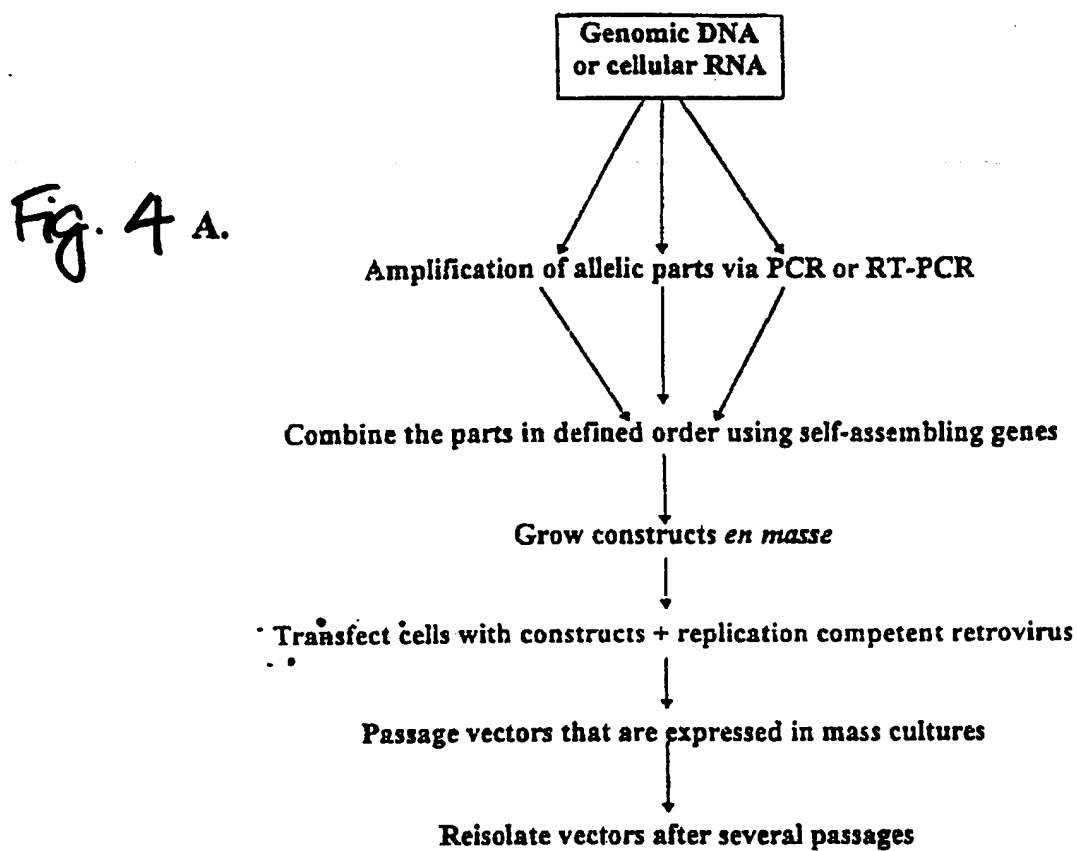 Genomic DNA
or cellular RNA
Fig. 4 A.
Amplification of allelic parts via PCR or RT-PCR
Combine the parts in defined order using self-assembling genes
Grow constructs en masse
Transfect cells with constructs + replication competent retrovirus
Passage vectors that are expressed in mass cultures
Reisolate vectors after several passages